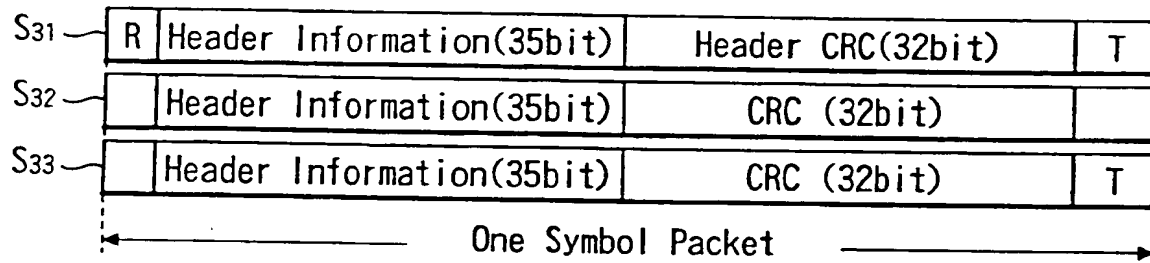 S31 R Header Information(35bit) Header CRC(32bit) T
S32 Header Information(35bit) CRC (32bit)
S33 Header Information(35bit) CRC (32bit) T
One Symbol Packet